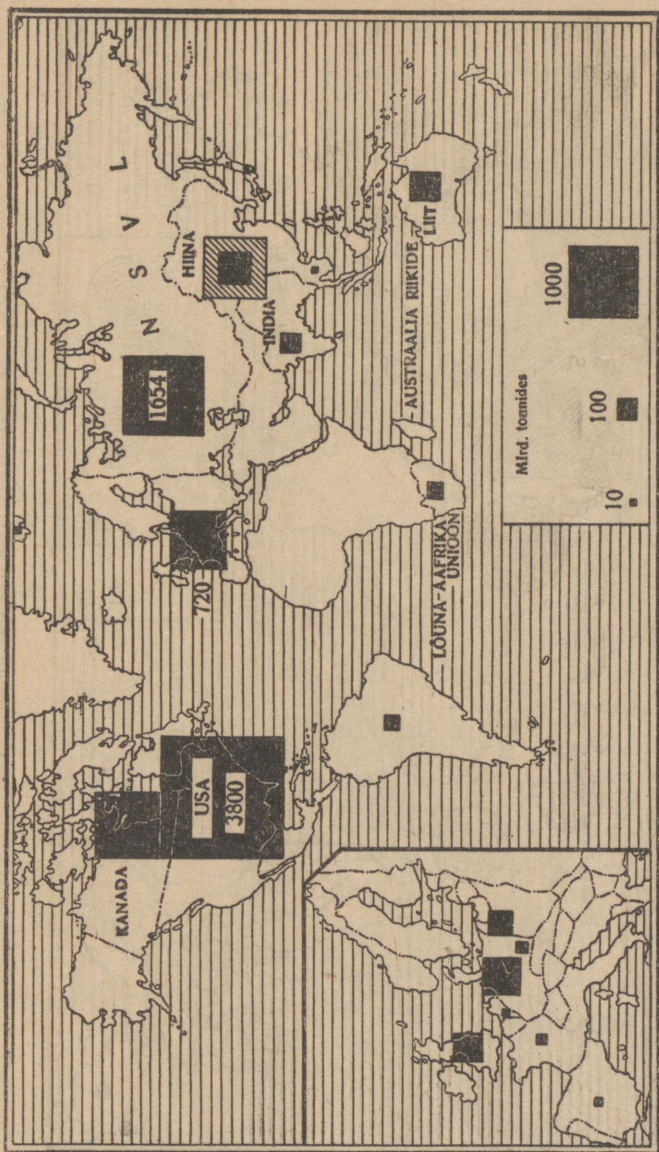 KANADA
USA
3800
720
N S V L
1654
HIINA
INDIA
AUSTRAALIA RIIKIDE
LIIT
LÕUNA-AAFRIKA
UNIOON
Mlrd. tonnides
10
100
1000